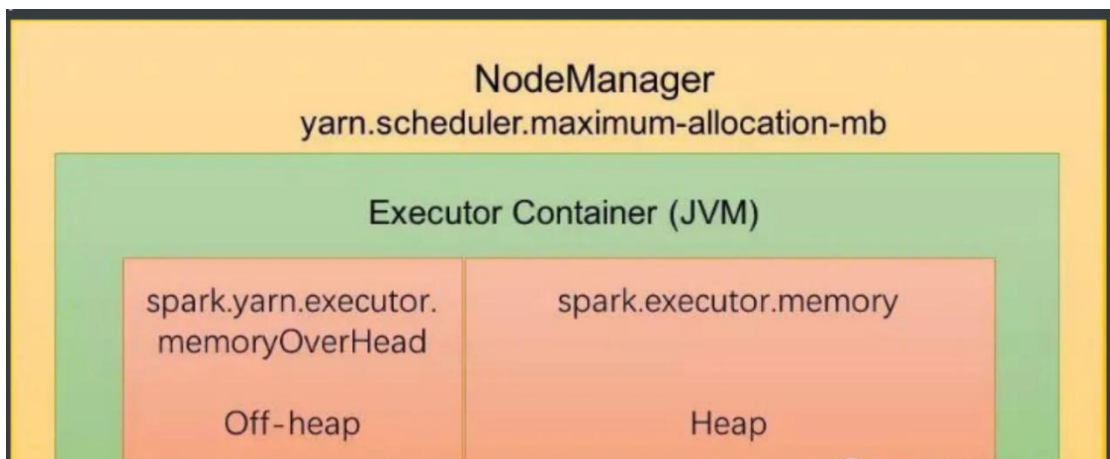 NodeManager
yarn.scheduler.maximum-allocation-mb
Executor Container (JVM)
spark.yarn.executor.
memoryOverHead
spark.executor.memory
Off-heap
Heap